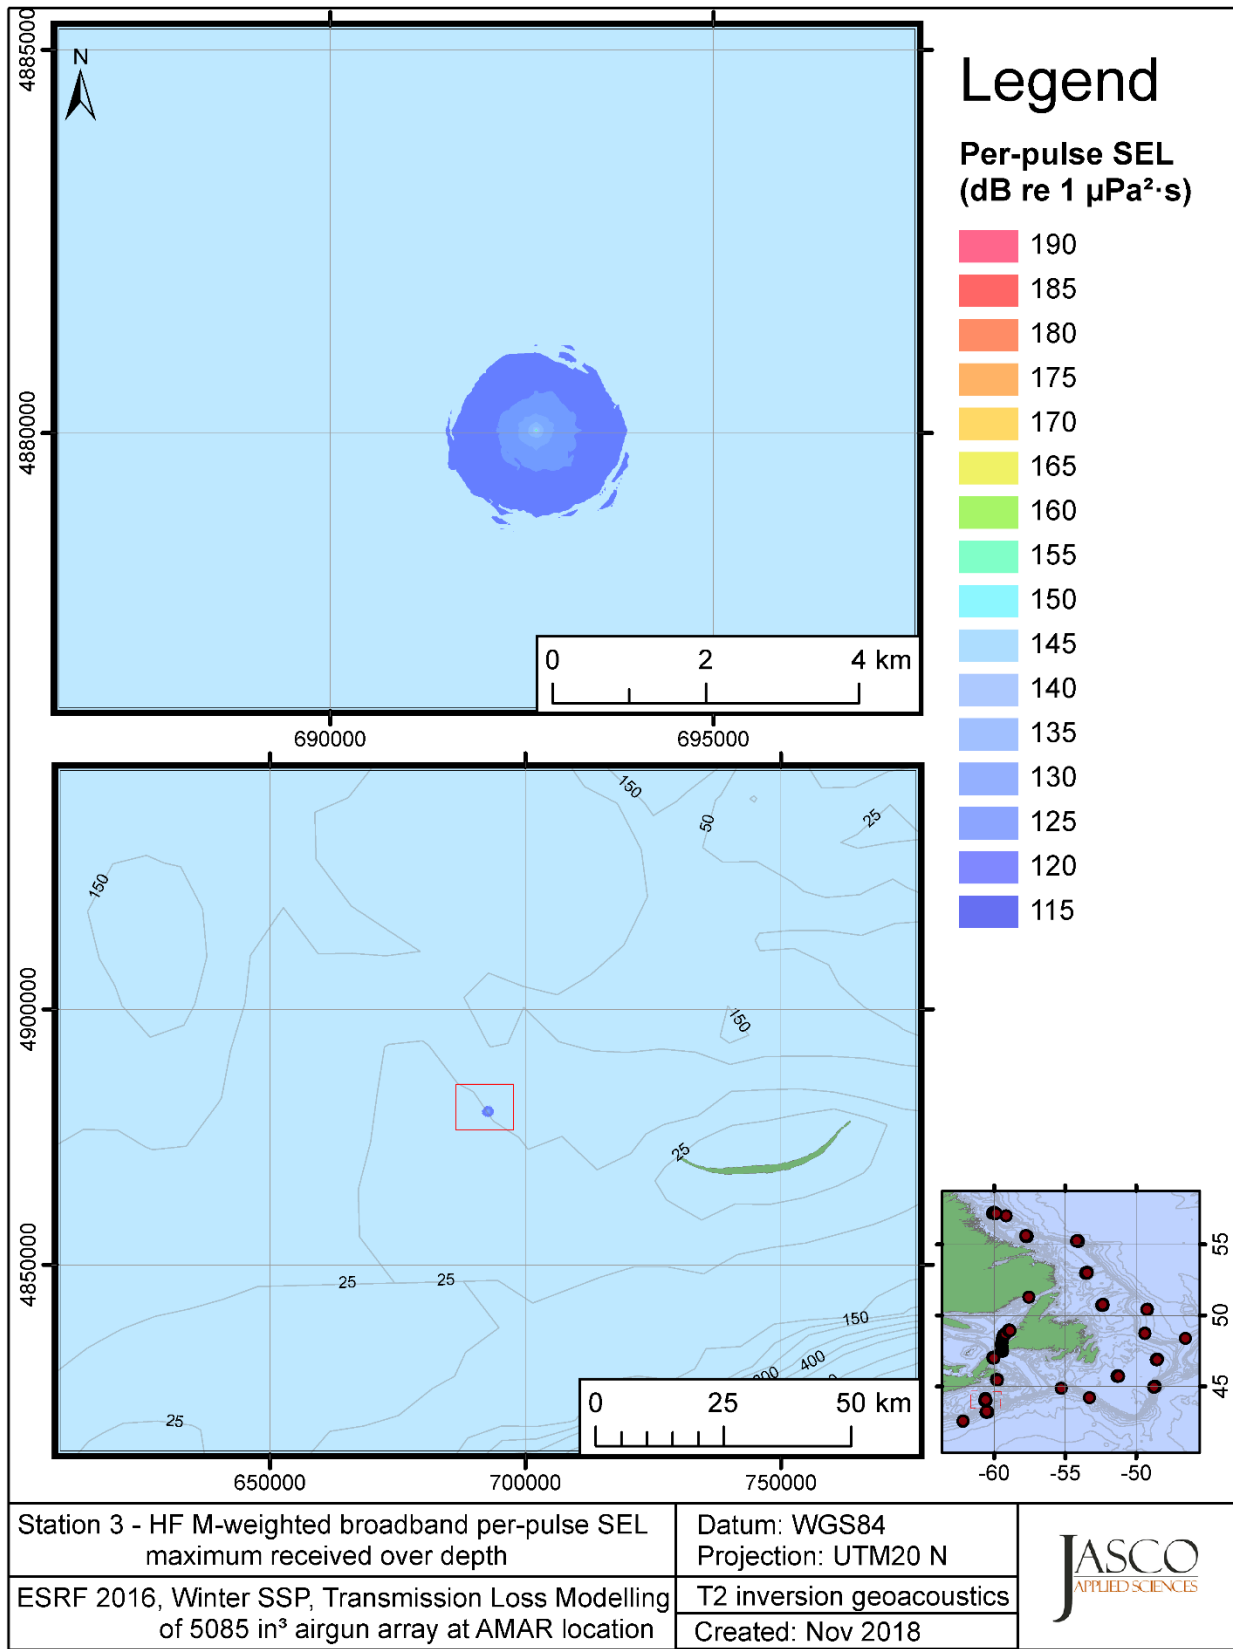 4885000
4880000
N
0 2 4 km
690000 695000
Legend
Per-pulse SEL
(dB re 1 µPa²·s)
190
185
180
175
170
165
160
155
150
145
140
135
130
125
120
115
4900000
4850000
150
150
50
25
150
25
25
25
150
400
25
0 25 50 km
650000 700000 750000
55
50
45
-60 -55 -50
Station 3 - HF M-weighted broadband per-pulse SEL
maximum received over depth
ESRF 2016, Winter SSP, Transmission Loss Modelling
of 5085 in³ airgun array at AMAR location
Datum: WGS84
Projection: UTM20 N
T2 inversion geoacoustics
Created: Nov 2018
JASCO
APPLIED SCIENCES